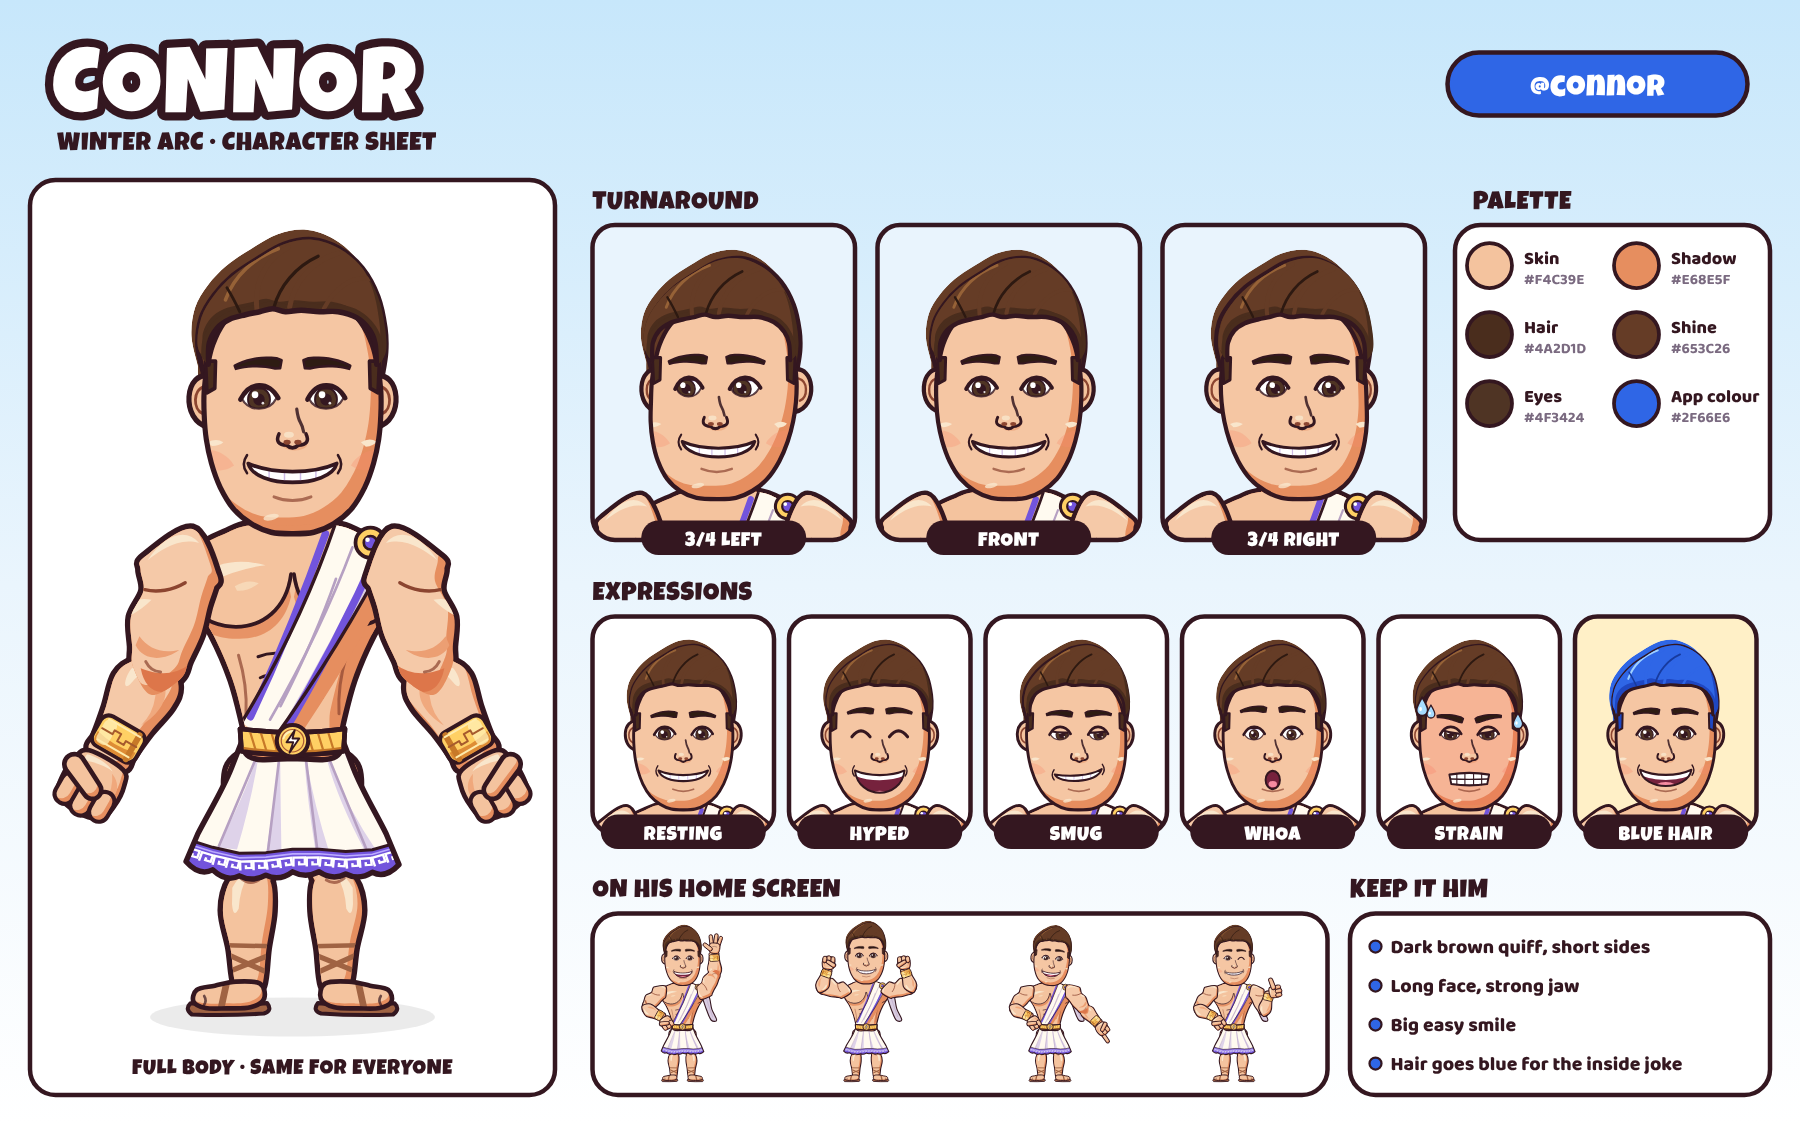 CONNOR
WINTER ARC · CHARACTER SHEET
@CONNOR
FULL BODY · SAME FOR EVERYONE
TURNAROUND
3/4 LEFT
FRONT
3/4 RIGHT
PALETTE
Skin
#F4C39E
Shadow
#E68E5F
Hair
#4A2D1D
Shine
#653C26
Eyes
#4F3424
App colour
#2F66E6
EXPRESSIONS
RESTING
HYPED
SMUG
WHOA
STRAIN
BLUE HAIR
ON HIS HOME SCREEN
KEEP IT HIM
Dark brown quiff, short sides
Long face, strong jaw
Big easy smile
Hair goes blue for the inside joke